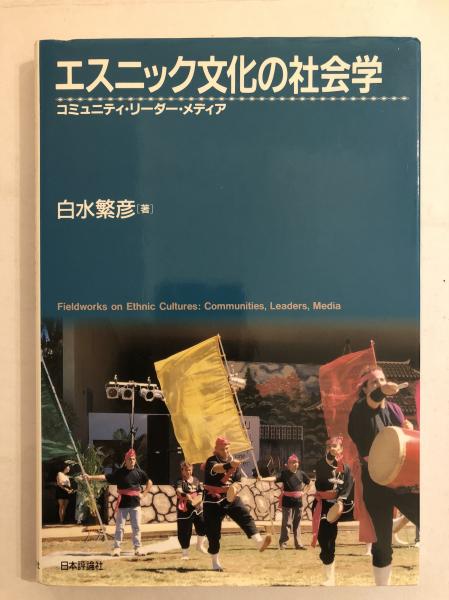 エスニック文化の社会学
コミュニティ・リーダー・メディア
白水繁彦[著]
Fieldworks on Ethnic Cultures: Communities, Leaders, Media
日本評論社